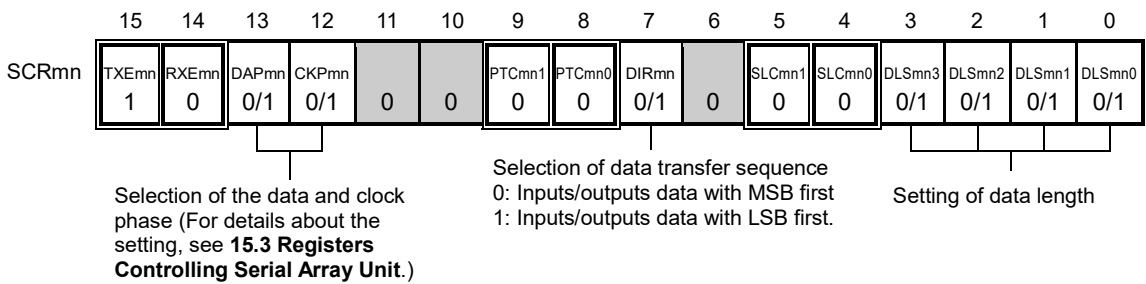 15 14 13 12 11 10 9 8 7 6 5 4 3 2 1 0
SCRmn TXEmn RXEmn DAPmn CKPmn PTCmn1 PTCmn0 DIRmn SLCmn1 SLCmn0 DLSmn3 DLSmn2 DLSmn1 DLSmn0
1 0 0/1 0/1 0 0 0 0 0/1 0 0 0 0/1 0/1 0/1 0/1
Selection of the data and clock
phase (For details about the
setting, see 15.3 Registers
Controlling Serial Array Unit.)
Selection of data transfer sequence
0: Inputs/outputs data with MSB first
1: Inputs/outputs data with LSB first.
Setting of data length